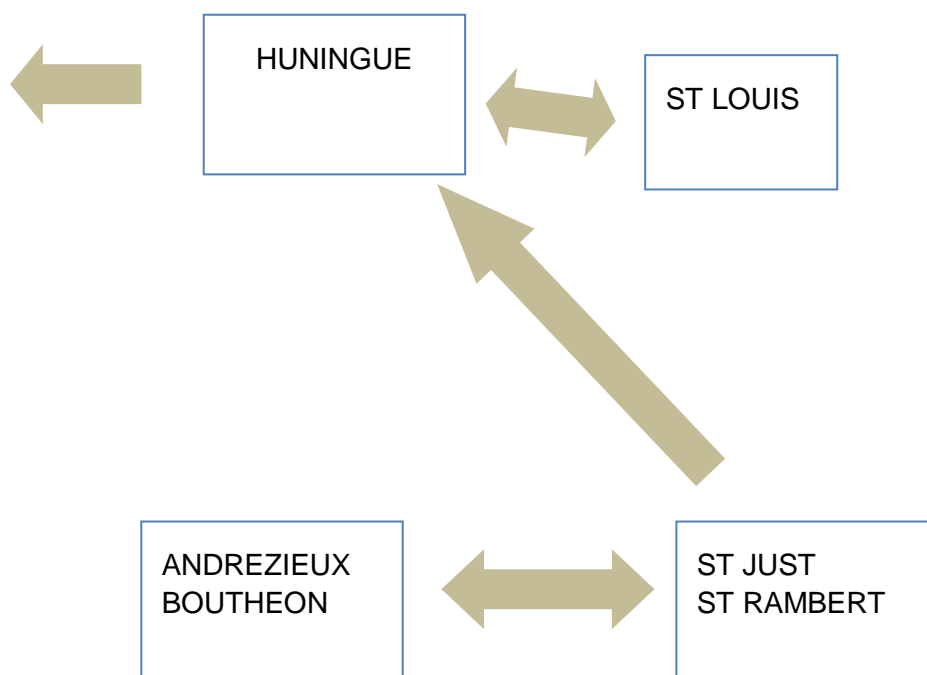 HUNINGUE
ST LOUIS
ANDREZIEUX
BOUTHEON
ST JUST
ST RAMBERT